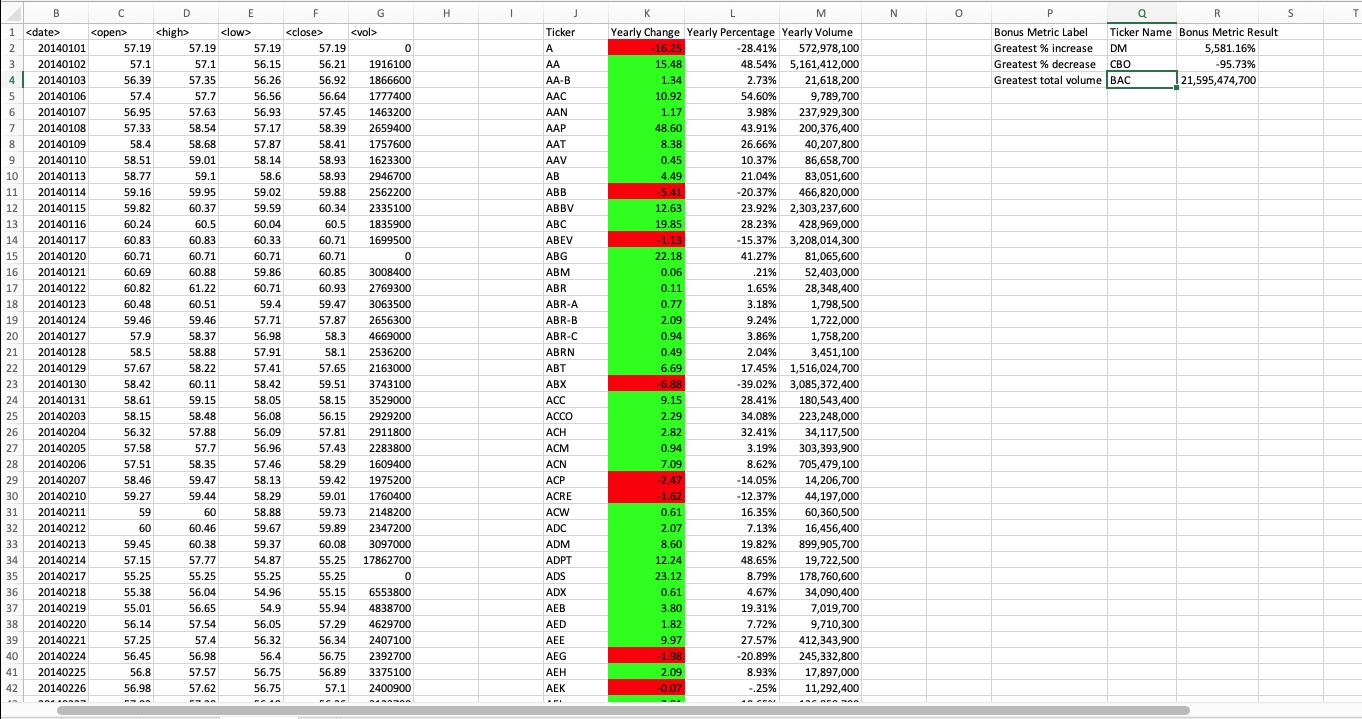 B C D E F G H I J K L M N O P Q R S T
1 <date> <open> <high> <low> <close> <vol> Ticker Yearly Change Yearly Percentage Yearly Volume Bonus Metric Label Ticker Name Bonus Metric Result
2 20140101 57.19 57.19 57.19 57.19 0 A -16.25 -28.41% 572,978,100 Greatest % increase DM 5,581.16%
3 20140102 57.1 57.1 56.15 56.21 1916100 AA 15.48 48.54% 5,161,412,000 Greatest % decrease CBO -95.73%
4 20140103 56.39 57.35 56.26 56.92 1866600 AA-B 1.34 2.73% 21,618,200 Greatest total volume BAC 21,595,474,700
5 20140106 57.4 57.7 56.56 56.64 1777400 AAC 10.92 54.60% 9,789,700
6 20140107 56.95 57.63 56.93 57.45 1463200 AAN 1.17 3.98% 237,929,300
7 20140108 57.33 58.54 57.17 58.39 2659400 AAP 48.60 43.91% 200,376,400
8 20140109 58.4 58.68 57.87 58.41 1757600 AAT 8.38 26.66% 40,207,800
9 20140110 58.51 59.01 58.14 58.93 1623300 AAV 0.45 10.37% 86,658,700
10 20140113 58.77 59.1 58.6 58.93 2946700 AB 4.49 21.04% 83,051,600
11 20140114 59.16 59.95 59.02 59.88 2562200 ABB -5.41 -20.37% 466,820,000
12 20140115 59.82 60.37 59.59 60.34 2335100 ABBV 12.63 23.92% 2,303,237,600
13 20140116 60.24 60.5 60.04 60.5 1835900 ABC 19.85 28.23% 428,969,000
14 20140117 60.83 60.83 60.33 60.71 1699500 ABEV -1.13 -15.37% 3,208,014,300
15 20140120 60.71 60.71 60.71 60.71 0 ABG 22.18 41.27% 81,065,600
16 20140121 60.69 60.88 59.86 60.85 3008400 ABM 0.06 .21% 52,403,000
17 20140122 60.82 61.22 60.71 60.93 2769300 ABR 0.11 1.65% 28,348,400
18 20140123 60.48 60.51 59.4 59.47 3063500 ABR-A 0.77 3.18% 1,798,500
19 20140124 59.46 59.46 57.71 57.87 2656300 ABR-B 2.09 9.24% 1,722,000
20 20140127 57.9 58.37 56.98 58.3 4669000 ABR-C 0.94 3.86% 1,758,200
21 20140128 58.5 58.88 57.91 58.1 2536200 ABRN 0.49 2.04% 3,451,100
22 20140129 57.67 58.22 57.41 57.65 2163000 ABT 6.69 17.45% 1,516,024,700
23 20140130 58.42 60.11 58.42 59.51 3743100 ABX -6.88 -39.02% 3,085,372,400
24 20140131 58.61 59.15 58.05 58.15 3529000 ACC 9.15 28.41% 180,543,400
25 20140203 58.15 58.48 56.08 56.15 2929200 ACCO 2.29 34.08% 223,248,000
26 20140204 56.32 57.88 56.09 57.81 2911800 ACH 2.82 32.41% 34,117,500
27 20140205 57.58 57.7 56.96 57.43 2283800 ACM 0.94 3.19% 303,393,900
28 20140206 57.51 58.35 57.46 58.29 1609400 ACN 7.09 8.62% 705,479,100
29 20140207 58.46 59.47 58.13 59.42 1975200 ACP -2.47 -14.05% 14,206,700
30 20140210 59.27 59.44 58.29 59.01 1760400 ACRE -1.62 -12.37% 44,197,000
31 20140211 59 60 58.88 59.73 2148200 ACW 0.61 16.35% 60,360,500
32 20140212 60 60.46 59.67 59.89 2347200 ADC 2.07 7.13% 16,456,400
33 20140213 59.45 60.38 59.37 60.08 3097000 ADM 8.60 19.82% 899,905,700
34 20140214 57.15 57.77 54.87 55.25 17862700 ADPT 12.24 48.65% 19,722,500
35 20140217 55.25 55.25 55.25 55.25 0 ADS 23.12 8.79% 178,760,600
36 20140218 55.38 56.04 54.96 55.15 6553800 ADX 0.61 4.67% 34,090,400
37 20140219 55.01 56.65 54.9 55.94 4838700 AEB 3.80 19.31% 7,019,700
38 20140220 56.14 57.54 56.05 57.29 4629700 AED 1.82 7.72% 9,710,300
39 20140221 57.25 57.4 56.32 56.34 2407100 AEE 9.97 27.57% 412,343,900
40 20140224 56.45 56.98 56.4 56.75 2392700 AEG -1.98 -20.89% 245,332,800
41 20140225 56.8 57.57 56.75 56.89 3375100 AEH 2.09 8.93% 17,897,000
42 20140226 56.98 57.62 56.75 57.1 2400900 AEK -0.07 -.25% 11,292,400